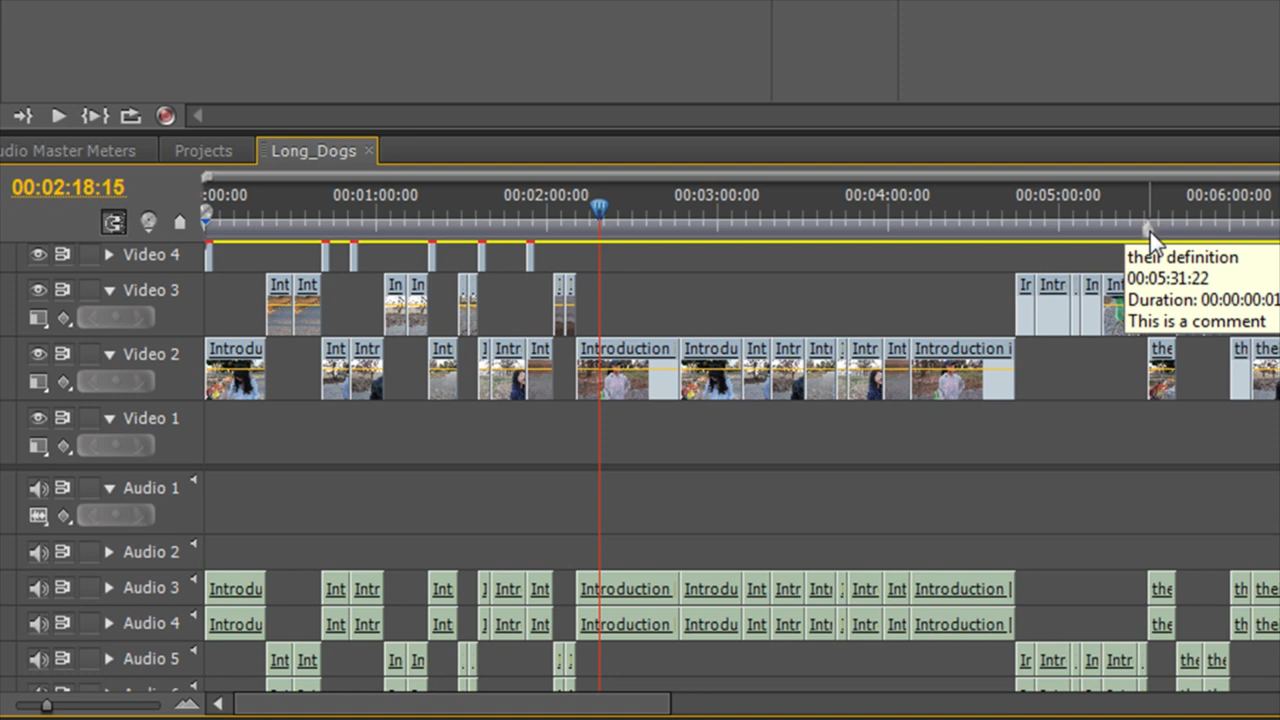 udio Master Meters Projects Long_Dogs ×
00:02:18:15
:00:00 00:01:00:00 00:02:00:00 00:03:00:00 00:04:00:00 00:05:00:00 00:06:00:00
Video 4
their definition
00:05:31:22
Duration: 00:00:00:01
This is a comment
Video 3 Int Int In In Ir Intr In Int
Video 2 Introdu Int Intr Int Intr Int Introduction Introdu Int Intr Int Intr Int Introduction i the th the
Video 1
Audio 1
Audio 2
Audio 3 Introdu Int Intr Int Intr Int Introduction Introdu Int Intr Int Intr Int Introduction the th the
Audio 4 Introdu Int Intr Int Intr Int Introduction Introdu Int Intr Int Intr Int Introduction the th the
Audio 5 Int Int In In Ir Intr In Intr the the